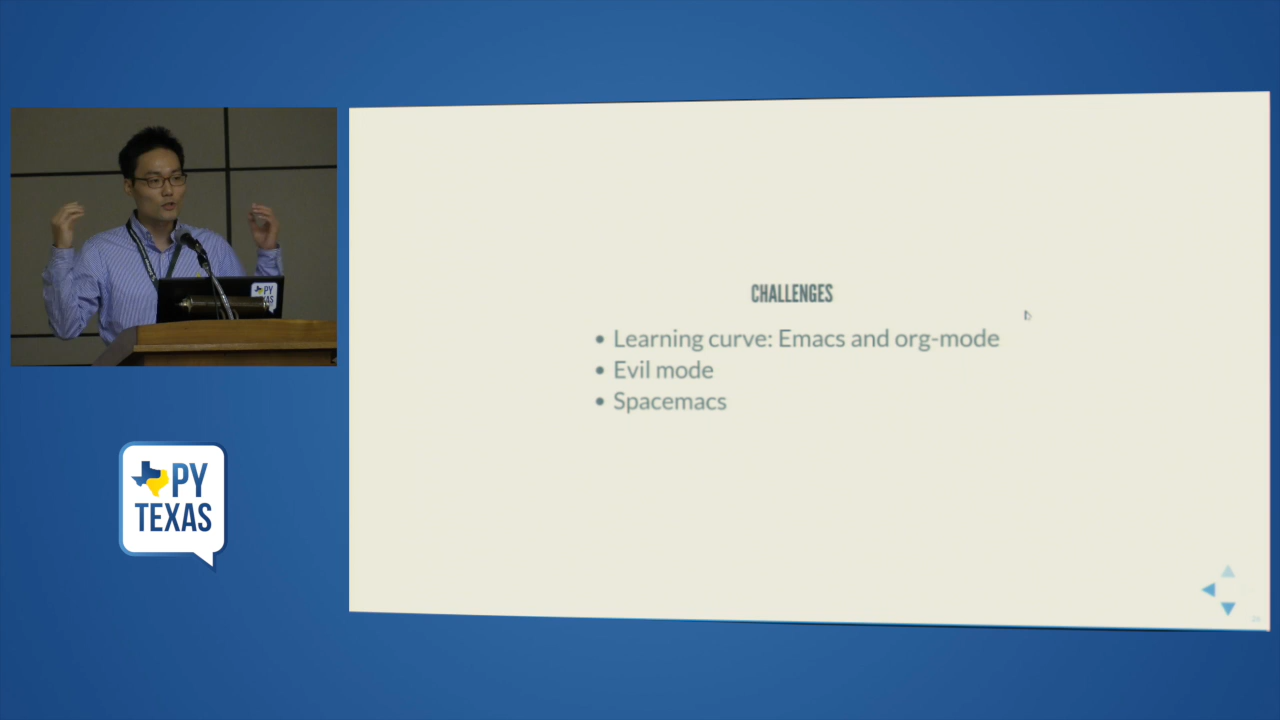 CHALLENGES
• Learning curve: Emacs and org-mode
• Evil mode
• Spacemacs
PY
TEXAS